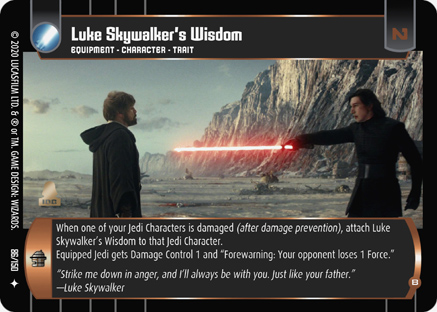 Luke Skywalker's Wisdom
EQUIPMENT - CHARACTER - TRAIT
N
© 2020 LUCASFILM LTD. & ® or TM. GAME DESIGN: WIZARDS.
When one of your Jedi Characters is damaged (after damage prevention), attach Luke
Skywalker's Wisdom to that Jedi Character.
Equipped Jedi gets Damage Control 1 and "Forewarning: Your opponent loses 1 Force."
"Strike me down in anger, and I'll always be with you. Just like your father."
—Luke Skywalker
B